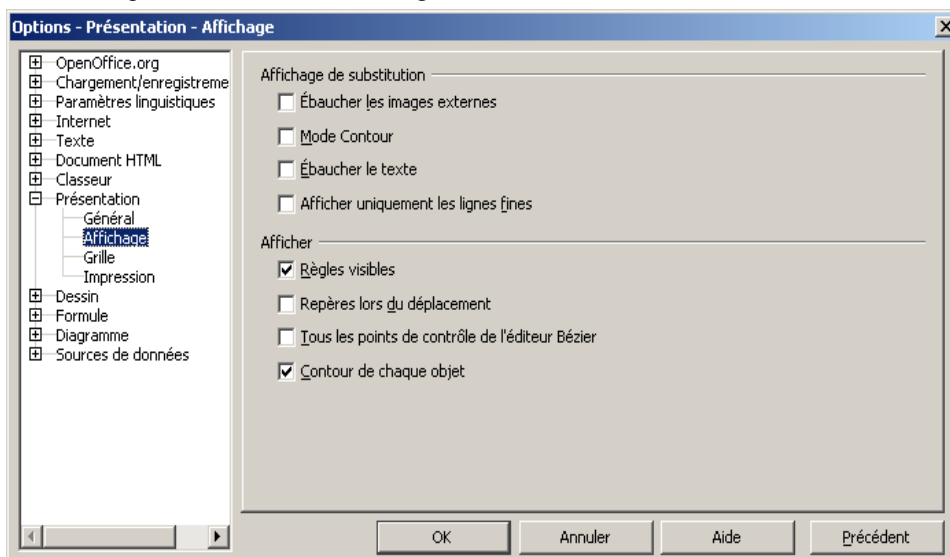 Options - Présentation - Affichage
OpenOffice.org
Chargement/enregistreme
Paramètres linguistiques
Internet
Texte
Document HTML
Classeur
Présentation
Général
Affichage
Grille
Impression
Dessin
Formule
Diagramme
Sources de données
Affichage de substitution
Ébaucher les images externes
Mode Contour
Ébaucher le texte
Afficher uniquement les lignes fines
Afficher
Règles visibles
Repères lors du déplacement
Tous les points de contrôle de l'éditeur Bézier
Contour de chaque objet
OK
Annuler
Aide
Précédent